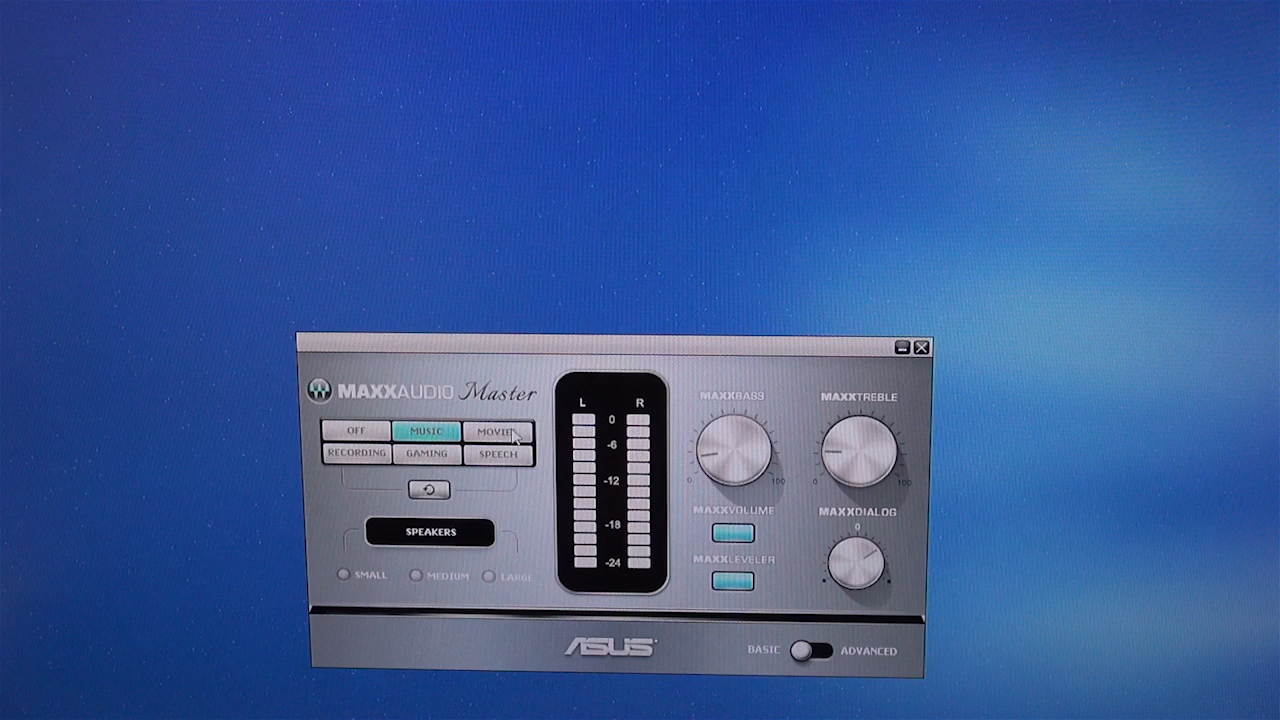 MAXXAUDIO Master
OFF MUSIC MOVIE
RECORDING GAMING SPEECH
SPEAKERS
SMALL MEDIUM LARGE
L R
0
-6
-12
-18
-24
MAXXBASS
0 100
MAXXTREBLE
0 100
MAXXVOLUME
MAXXLEVELER
MAXXDIALOG
0
ASUS
BASIC ADVANCED